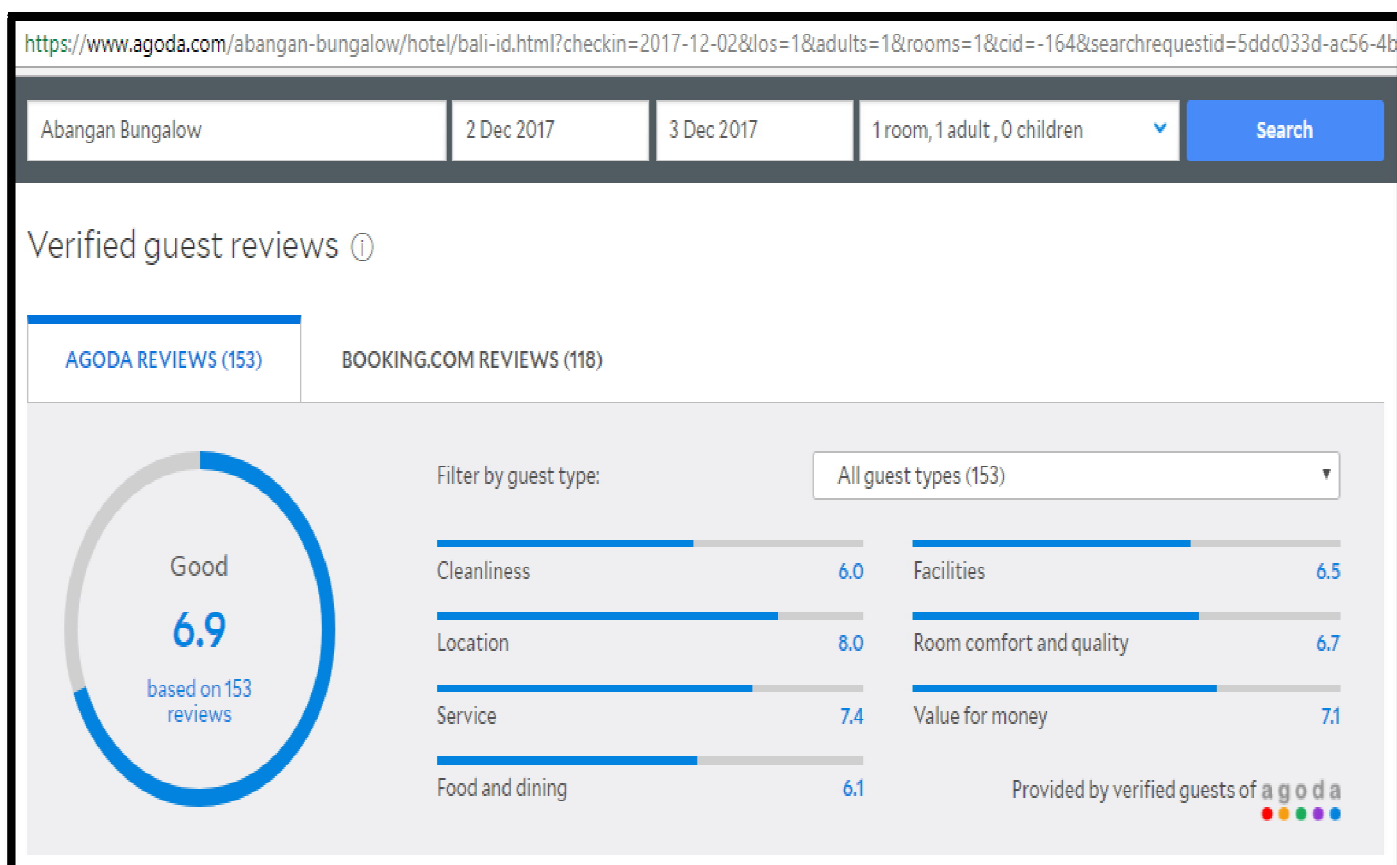 https://www.agoda.com/abangan-bungalow/hotel/bali-id.html?checkin=2017-12-02&los=1&adults=1&rooms=1&cid=-164&searchrequestid=5ddc033d-ac56-4b
Abangan Bungalow 2 Dec 2017 3 Dec 2017 1 room, 1 adult , 0 children Search
Verified guest reviews
AGODA REVIEWS (153) BOOKING.COM REVIEWS (118)
Good
6.9
based on 153
reviews
Filter by guest type: All guest types (153)
Cleanliness 6.0 Facilities 6.5
Location 8.0 Room comfort and quality 6.7
Service 7.4 Value for money 7.1
Food and dining 6.1
Provided by verified guests of agoda